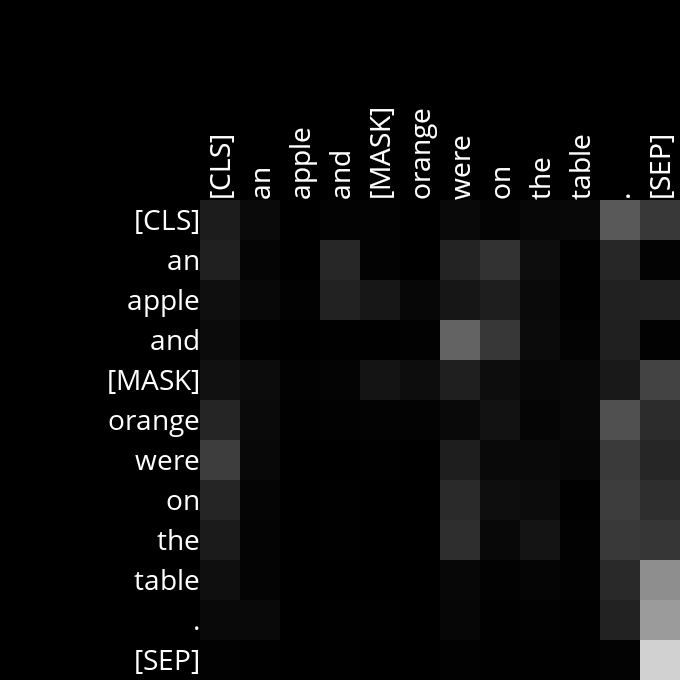 [CLS] an apple and [MASK] orange were on the table . [SEP]
[CLS]
an
apple
and
[MASK]
orange
were
on
the
table
.
[SEP]